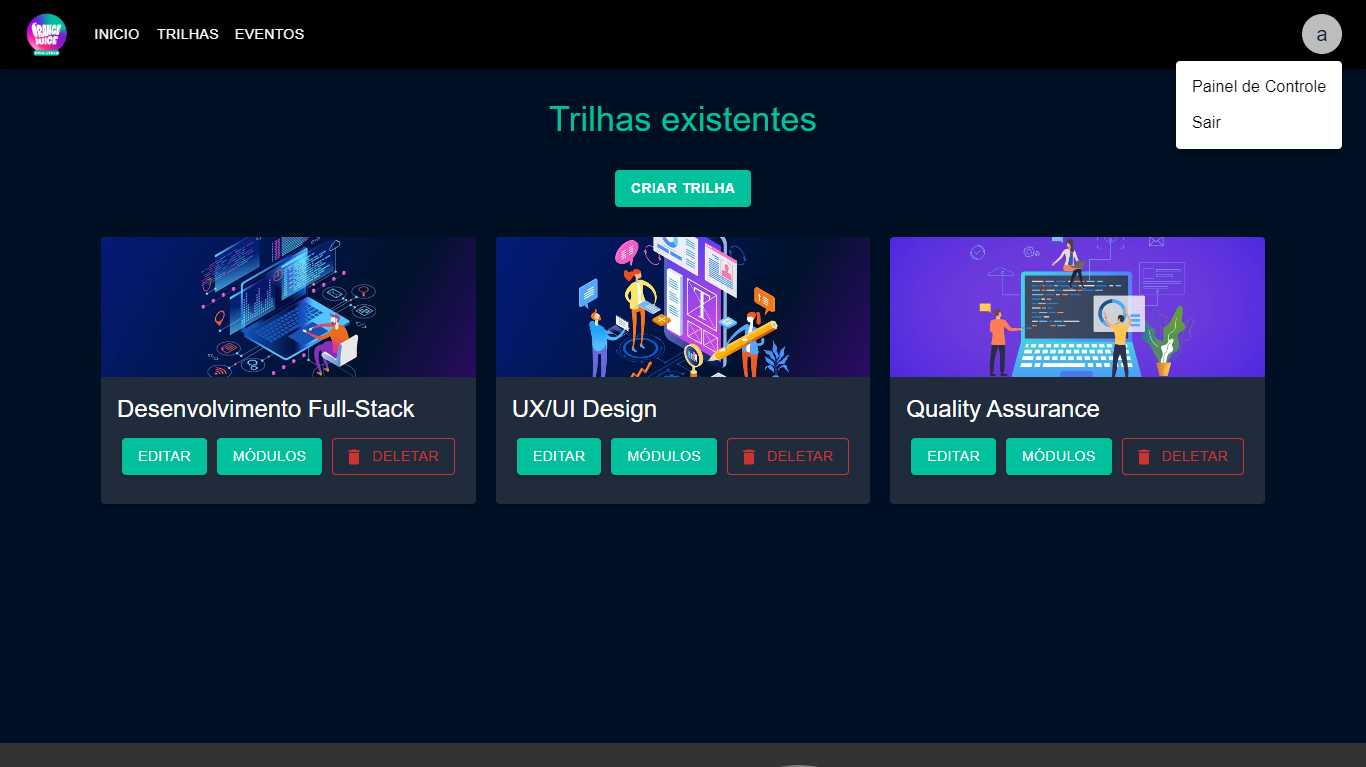 ORANGE
JUICE
EVOLUTION
INICIO TRILHAS EVENTOS
a
Painel de Controle
Sair
Trilhas existentes
CRIAR TRILHA
T
Desenvolvimento Full-Stack
EDITAR MÓDULOS DELETAR
UX/UI Design
EDITAR MÓDULOS DELETAR
Quality Assurance
EDITAR MÓDULOS DELETAR